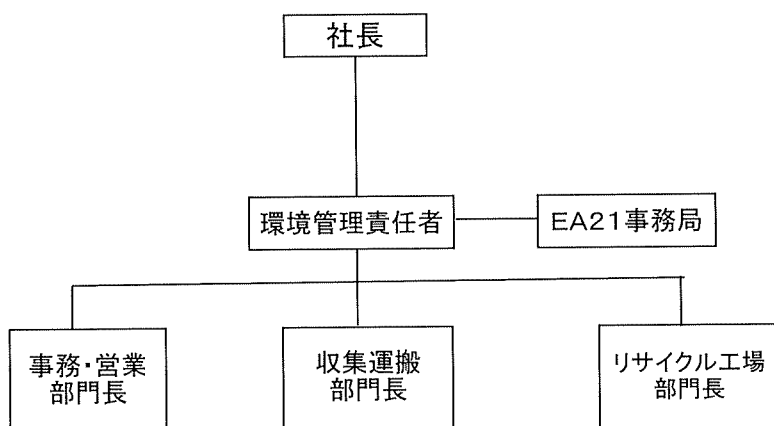 社長
環境管理責任者
EA21事務局
事務・営業
部門長
収集運搬
部門長
リサイクル工場
部門長